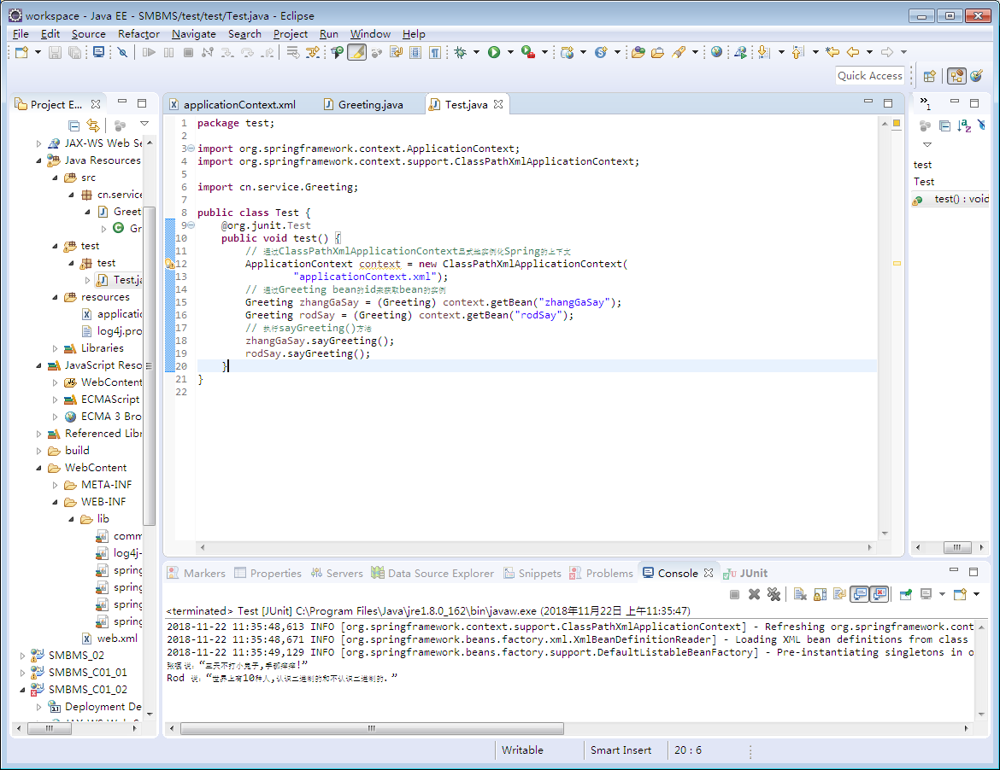 workspace - Java EE - SMBMS/test/test/Test.java - Eclipse
File Edit Source Refactor Navigate Search Project Run Window Help
Quick Access
Project E...
JAX-WS Web Se
Java Resources
src
cn.service
Greet
Gr
test
test
Test.ja
resources
applicatio
log4j.pro
Libraries
JavaScript Reso
WebContent
ECMAScript
ECMA 3 Bro
Referenced Libr
build
WebContent
META-INF
WEB-INF
lib
comm
log4j-
spring
spring
spring
spring
web.xml
SMBMS_02
SMBMS_C01_01
SMBMS_C01_02
Deployment De
applicationContext.xml Greeting.java Test.java
1 package test;
2
3 import org.springframework.context.ApplicationContext;
4 import org.springframework.context.support.ClassPathXmlApplicationContext;
5
6 import cn.service.Greeting;
7
8 public class Test {
9 @org.junit.Test
10 public void test() {
11 // 通过ClassPathXmlApplicationContext显式地实例化Spring的上下文
12 ApplicationContext context = new ClassPathXmlApplicationContext(
13 "applicationContext.xml");
14 // 通过Greeting bean的id来获取bean的实例
15 Greeting zhangGaSay = (Greeting) context.getBean("zhangGaSay");
16 Greeting rodSay = (Greeting) context.getBean("rodSay");
17 // 执行sayGreeting()方法
18 zhangGaSay.sayGreeting();
19 rodSay.sayGreeting();
20 }
21 }
22
1
test
Test
test() : void
Markers Properties Servers Data Source Explorer Snippets Problems Console JUnit
<terminated> Test [JUnit] C:\Program Files\Java\jre1.8.0_162\bin\javaw.exe (2018年11月22日 上午11:35:47)
2018-11-22 11:35:48,613 INFO [org.springframework.context.support.ClassPathXmlApplicationContext] - Refreshing org.springframework.cont
2018-11-22 11:35:48,671 INFO [org.springframework.beans.factory.xml.XmlBeanDefinitionReader] - Loading XML bean definitions from class
2018-11-22 11:35:49,129 INFO [org.springframework.beans.factory.support.DefaultListableBeanFactory] - Pre-instantiating singletons in o
张嘎 说：“三天不打小鬼子,手都痒痒!”
Rod 说：“世界上有10种人,认识二进制的和不认识二进制的.”
Writable Smart Insert 20 : 6